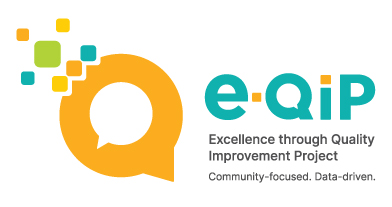 e-QiP
Excellence through Quality
Improvement Project
Community-focused. Data-driven.